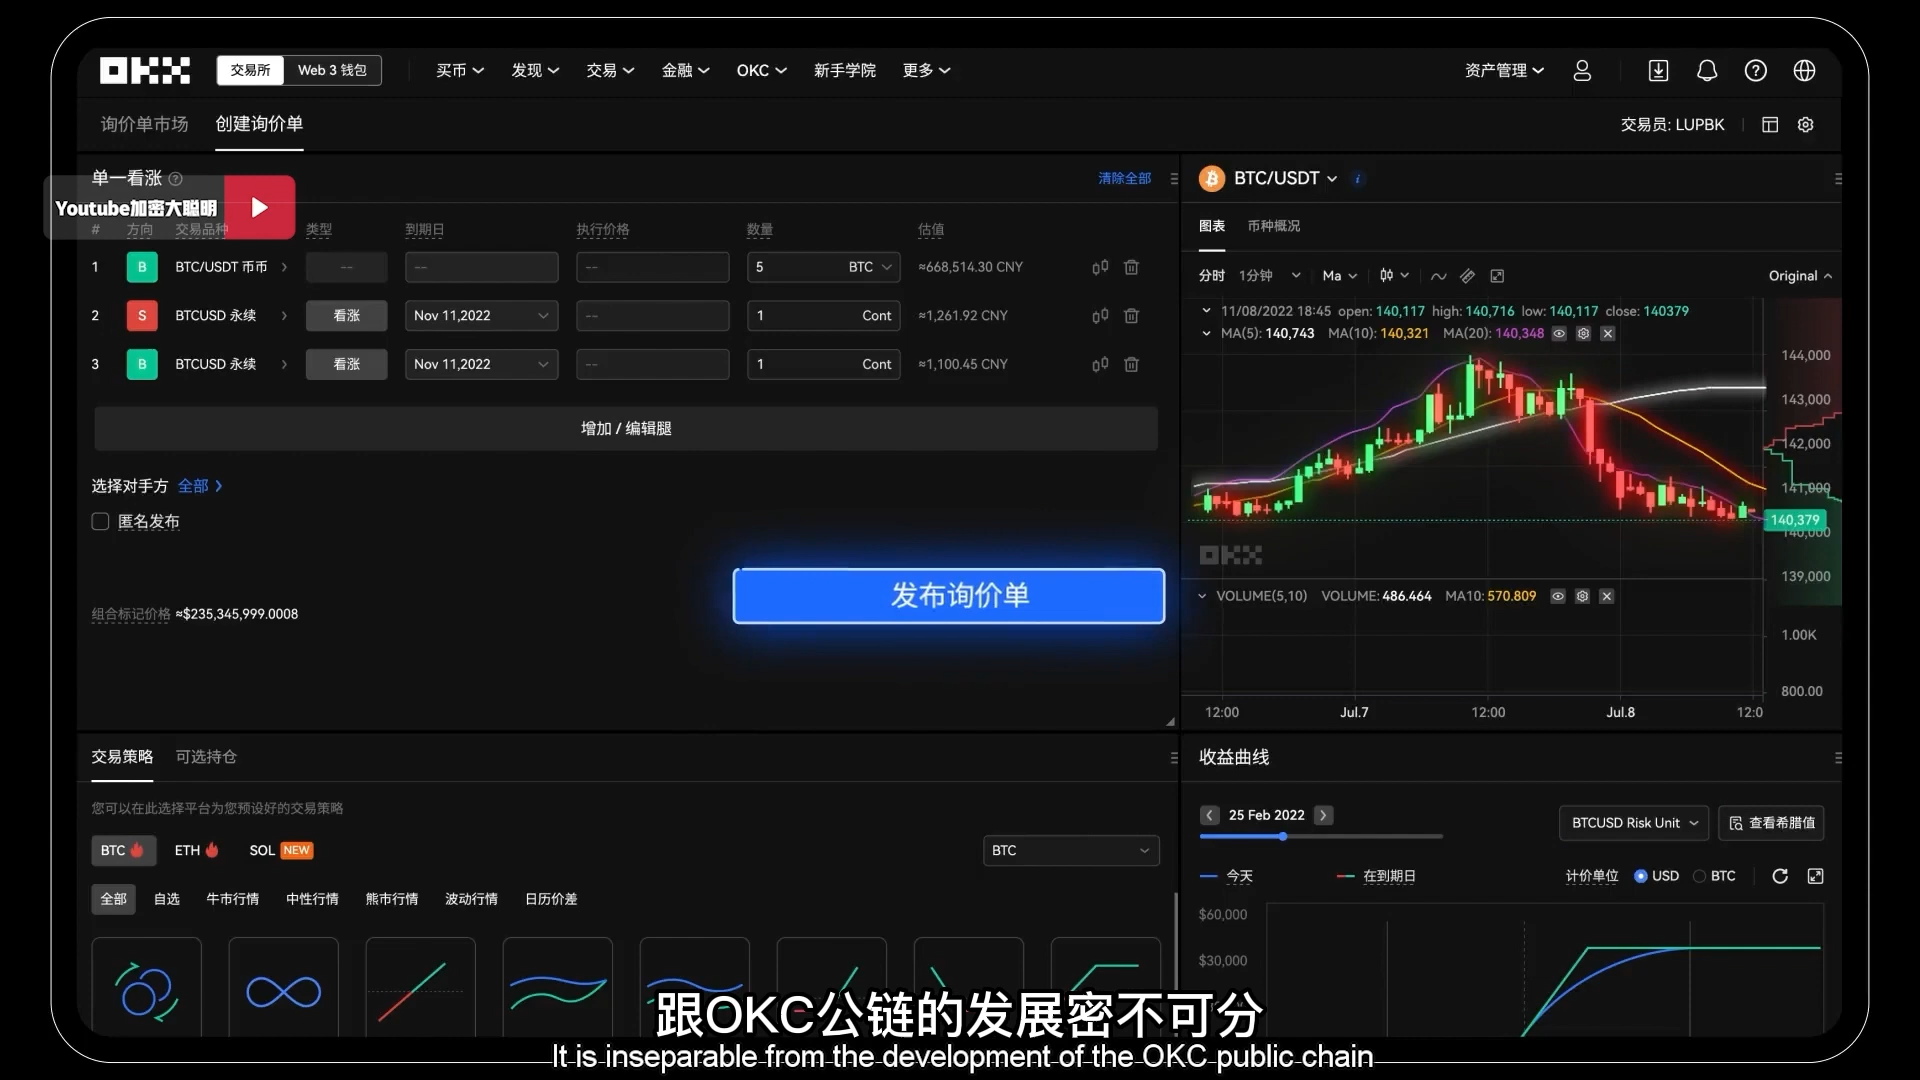 OKX 交易所 Web 3 钱包 买币 发现 交易 金融 OKC 新手学院 更多 资产管理
询价单市场 创建询价单 交易员: LUPBK
单一看涨 清除全部
Youtube加密大聪明
# 方向 交易品种 类型 到期日 执行价格 数量 估值
1 B BTC/USDT 币币 -- -- -- 5 BTC ≈668,514.30 CNY
2 S BTCUSD 永续 看涨 Nov 11,2022 -- 1 Cont ≈1,261.92 CNY
3 B BTCUSD 永续 看涨 Nov 11,2022 -- 1 Cont ≈1,100.45 CNY
增加 / 编辑腿
选择对手方 全部
匿名发布
发布询价单
组合标记价格 ≈$235,345,999.0008
BTC/USDT
图表 币种概况
分时 1分钟 Ma Original
11/08/2022 18:45 open: 140,117 high: 140,716 low: 140,117 close: 140379
MA(5): 140,743 MA(10): 140,321 MA(20): 140,348
144,000
143,000
142,000
141,000
140,379
140,000
139,000
OKX
VOLUME(5,10) VOLUME: 486.464 MA10: 570.809
1.00K
800.00
12:00 Jul.7 12:00 Jul.8 12:0
交易策略 可选持仓
您可以在此选择平台为您预设好的交易策略
BTC ETH SOL NEW BTC
全部 自选 牛市行情 中性行情 熊市行情 波动行情 日历价差
收益曲线
25 Feb 2022 BTCUSD Risk Unit 查看希腊值
今天 在到期日 计价单位 USD BTC
$60,000
$30,000
跟OKC公链的发展密不可分
It is inseparable from the development of the OKC public chain